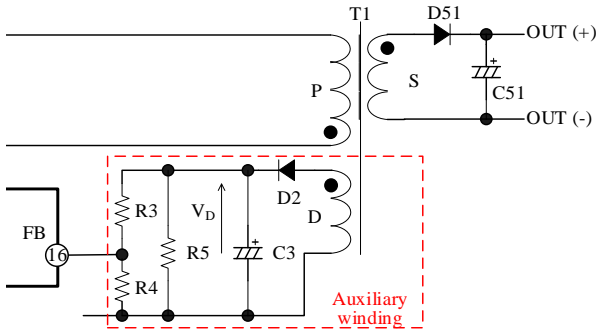 T1
D51
OUT (+)
P
S
C51
OUT (-)
D2
R3
V_D
D
FB
16
R5
C3
R4
Auxiliary
winding